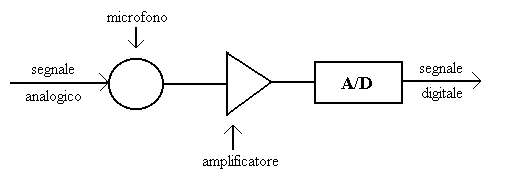 microfono
segnale
analogico
A/D
segnale
digitale
amplificatore